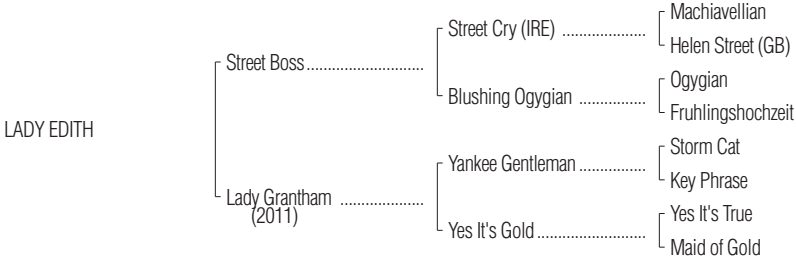 Machiavellian
Street Cry (IRE) ....................
Helen Street (GB)
Street Boss............................
Ogygian
Blushing Ogygian ................
Fruhlingshochzeit
LADY EDITH
Storm Cat
Yankee Gentleman ................
Key Phrase
Lady Grantham ....................
(2011)
Yes It's True
Yes It's Gold..........................
Maid of Gold